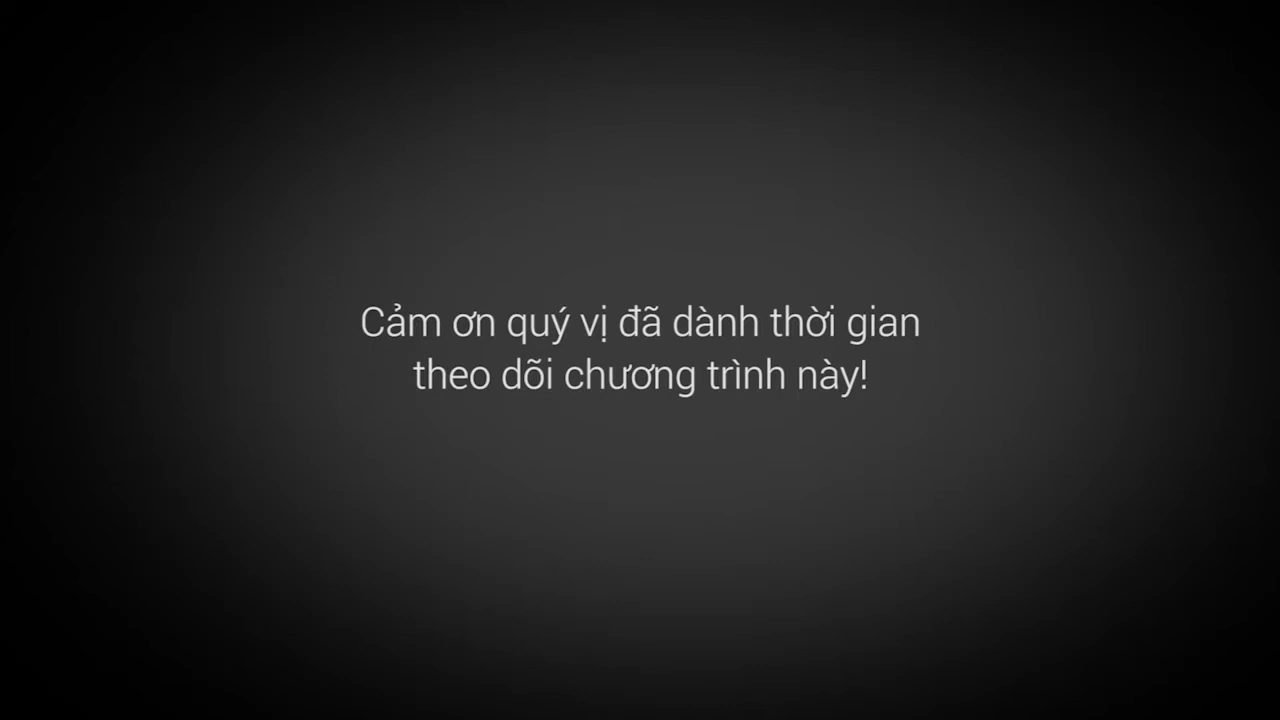 Cảm ơn quý vị đã dành thời gian
theo dõi chương trình này!